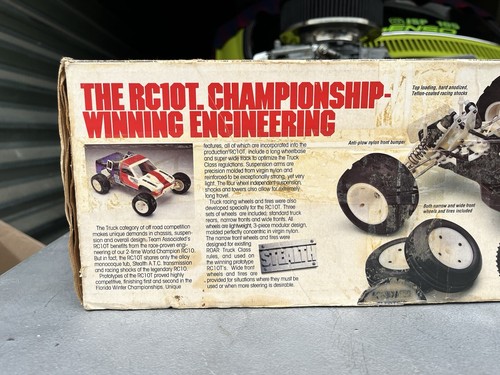 THE RC10T. CHAMPIONSHIP-
WINNING ENGINEERING
The Truck category of off road competition
makes unique demands in chassis, suspen-
sion and overall design. Team Associated's
RC10T benefits from the race-proven engi-
neering of our 2-time World Champion RC10.
But in fact, the RC10T shares only the alloy
monocoque tub, Stealth A.T.C. transmission
and racing shocks of the legendary RC10.
Prototypes of the RC10T proved highly
competitive, finishing first and second in the
Florida Winter Championships. Unique
features, all of which are incorporated into the
production RC10T, include a long wheelbase
and super wide track to optimize the Truck
Class regulations. Suspension arms are
precision molded from virgin nylon and
reinforced to be exceptionally strong, yet very
light. The four wheel independent suspension,
shocks and towers also allow for extremely
long travel.
Truck racing wheels and tires were also
developed specially for the RC10T. Three
sets of wheels are included; standard truck
rears, narrow fronts and wide fronts. All
wheels are lightweight, 3-piece modular design,
molded perfectly concentric in virgin nylon.
The narrow front wheels and tires were
designed for existing
ROAR Truck Class
rules, and used on
the winning prototype
RC10T's. Wide front
wheels and tires are
provided for situations where they must be
used or when more steering is desirable.
STEALTH
Top loading, hard anodized,
Teflon-coated racing shocks
Anti-plow nylon front bumper
Both narrow and wide front
wheels and tires included